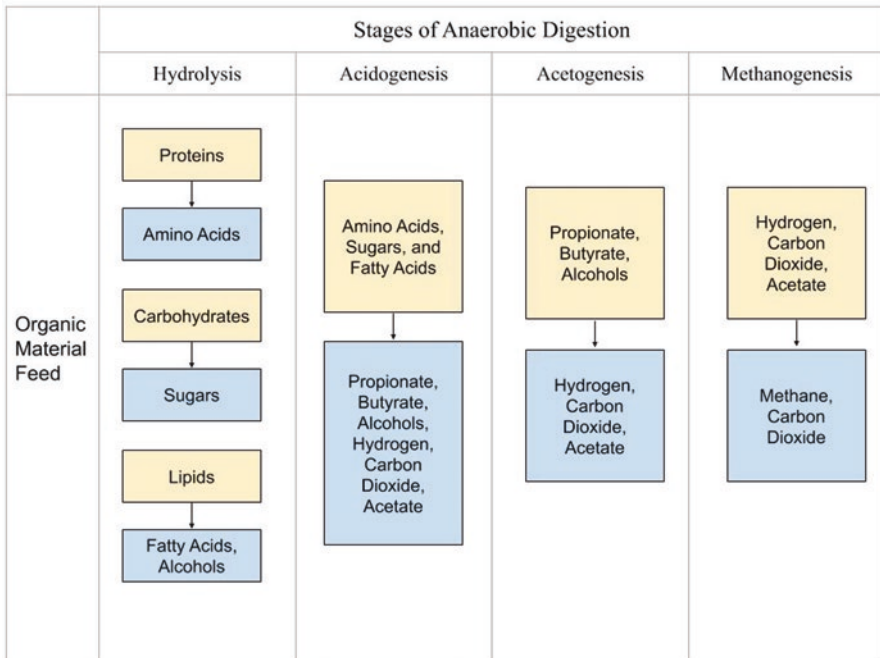 Stages of Anaerobic Digestion
Hydrolysis
Acidogenesis
Acetogenesis
Methanogenesis
Organic
Material
Feed
Proteins
Amino Acids
Carbohydrates
Sugars
Lipids
Fatty Acids,
Alcohols
Amino Acids,
Sugars, and
Fatty Acids
Propionate,
Butyrate,
Alcohols,
Hydrogen,
Carbon
Dioxide,
Acetate
Propionate,
Butyrate,
Alcohols
Hydrogen,
Carbon
Dioxide,
Acetate
Hydrogen,
Carbon
Dioxide,
Acetate
Methane,
Carbon
Dioxide